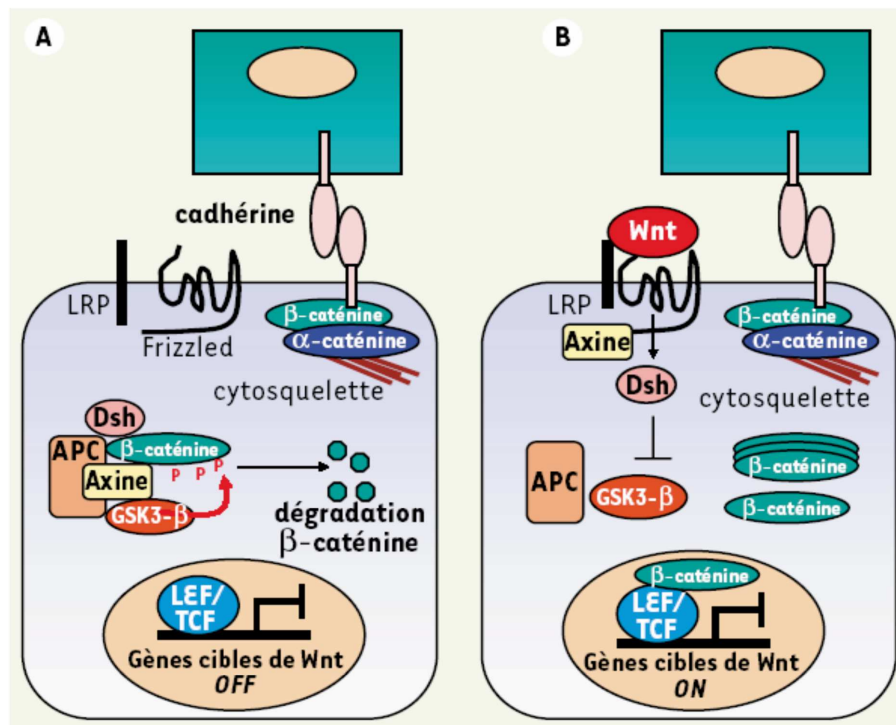 A
cadhérine
LRP
Frizzled
β-caténine
α-caténine
cytosquelette
Dsh
APC
β-caténine
P P P
Axine
GSK3-β
dégradation
β-caténine
LEF/
TCF
Gènes cibles de Wnt
OFF
B
Wnt
LRP
Axine
β-caténine
α-caténine
Dsh
cytosquelette
APC
GSK3-β
β-caténine
β-caténine
β-caténine
LEF/
TCF
Gènes cibles de Wnt
ON